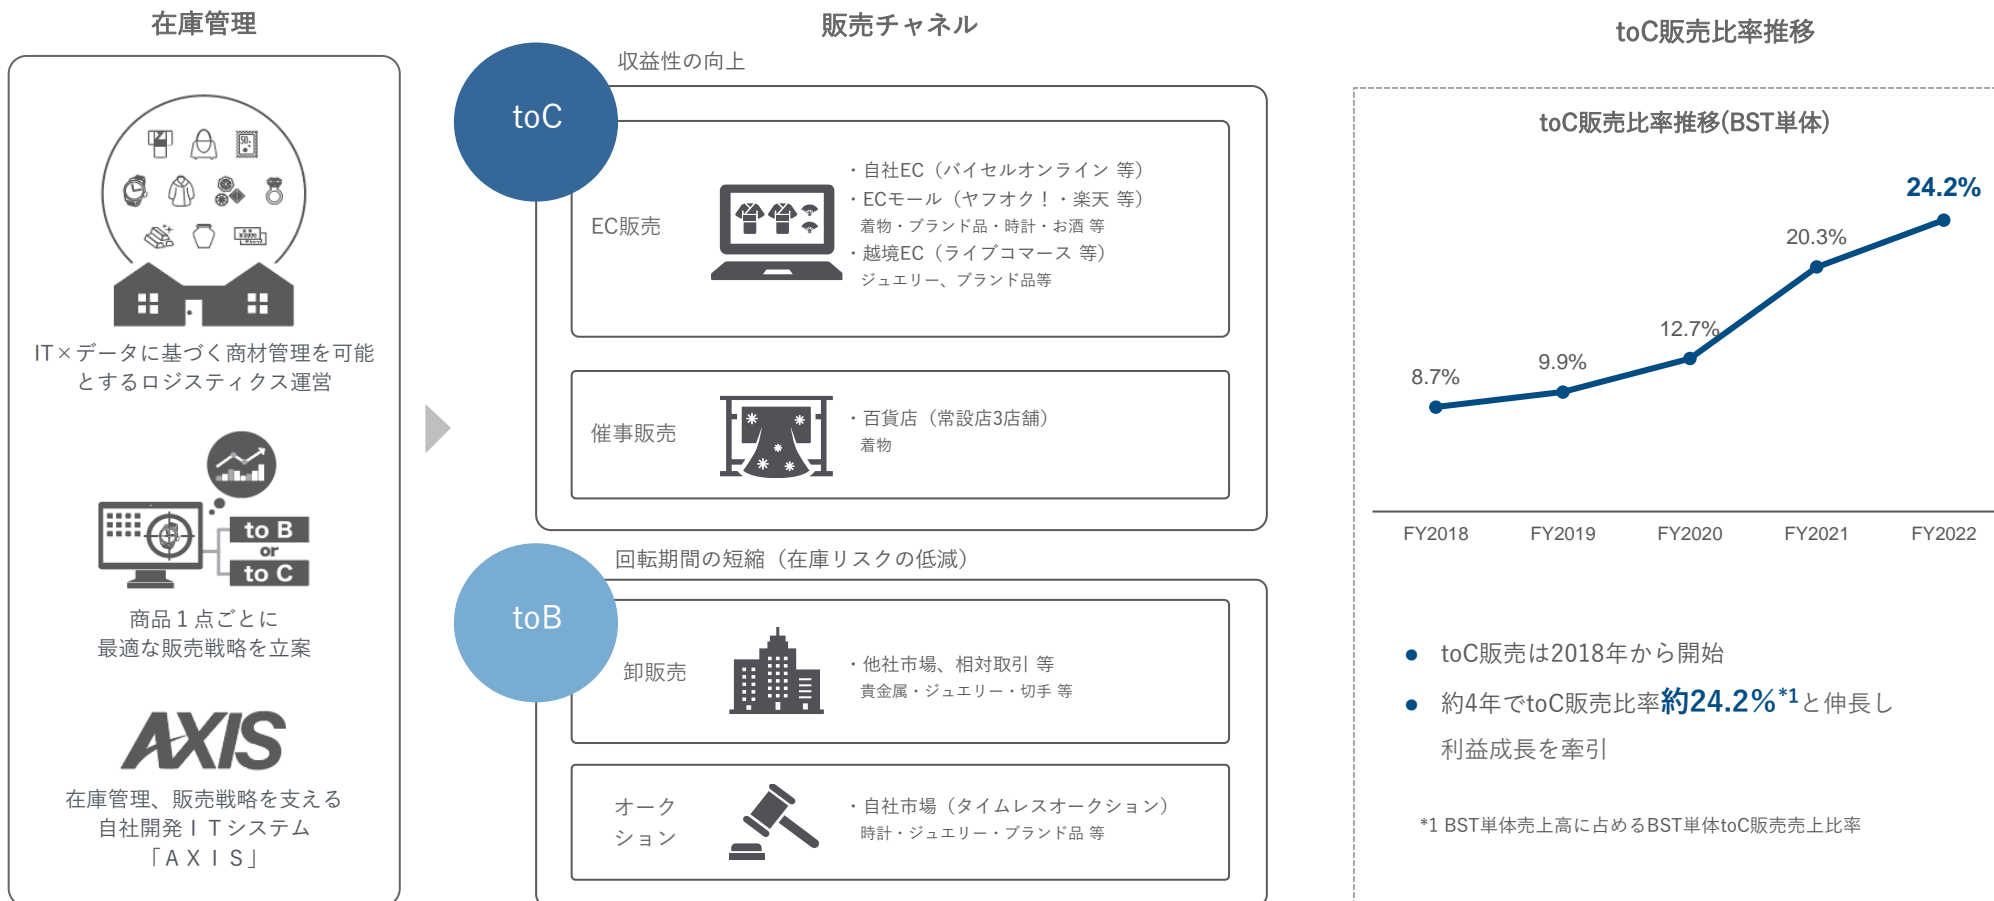 在庫管理
IT×データに基づく商材管理を可能
とするロジスティクス運営
to B
or
to C
商品１点ごとに
最適な販売戦略を立案
AXIS
在庫管理、販売戦略を支える
自社開発ＩＴシステム
「ＡＸＩＳ」
販売チャネル
toC
収益性の向上
EC販売
・自社EC（バイセルオンライン 等）
・ECモール（ヤフオク！・楽天 等）
着物・ブランド品・時計・お酒 等
・越境EC（ライブコマース 等）
ジュエリー、ブランド品等
催事販売
・百貨店（常設店3店舗）
着物
toB
回転期間の短縮（在庫リスクの低減）
卸販売
・他社市場、相対取引 等
貴金属・ジュエリー・切手 等
オーク
ション
・自社市場（タイムレスオークション）
時計・ジュエリー・ブランド品 等
toC販売比率推移
toC販売比率推移(BST単体)
8.7%
9.9%
12.7%
20.3%
24.2%
FY2018
FY2019
FY2020
FY2021
FY2022
● toC販売は2018年から開始
● 約4年でtoC販売比率約24.2%*1と伸長し
利益成長を牽引
*1 BST単体売上高に占めるBST単体toC販売売上比率